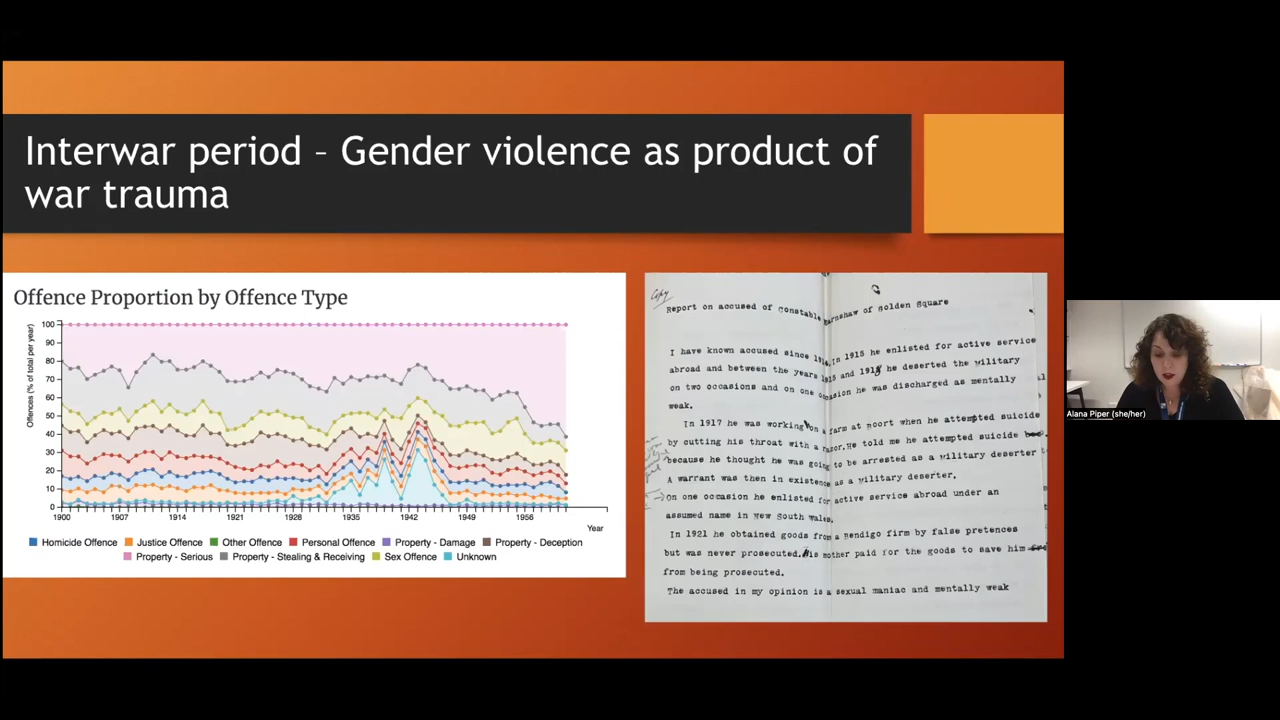 Interwar period – Gender violence as product of
war trauma
Offence Proportion by Offence Type
Offences (% of total per year)
100
90
80
70
60
50
40
30
20
10
0
1900
1907
1914
1921
1928
1935
1942
1949
1956
Year
Homicide Offence
Justice Offence
Other Offence
Personal Offence
Property - Damage
Property - Deception
Property - Serious
Property - Stealing & Receiving
Sex Offence
Unknown
Copy
Report on accused of Constable Earnshaw of Golden Square
I have known accused since In 1915 he enlisted for active service
abroad and between the years 1915 and he deserted the military
on two occasions and on one occasion he was discharged as mentally
weak.
In 1917 he was working on a farm at when he attempted suicide
by cutting his throat with a razor. He told me he attempted suicide
because he thought he was going to be arrested as a military deserter
A warrant was then in existence as a military deserter.
On one occasion he enlisted for active service abroad under an
assumed name in New South Wales.
In 1921 he obtained goods from a Bendigo firm by false pretences
but was never prosecuted. His mother paid for the goods to save him
from being prosecuted.
The accused in my opinion is a sexual maniac and mentally weak
Alana Piper (she/her)